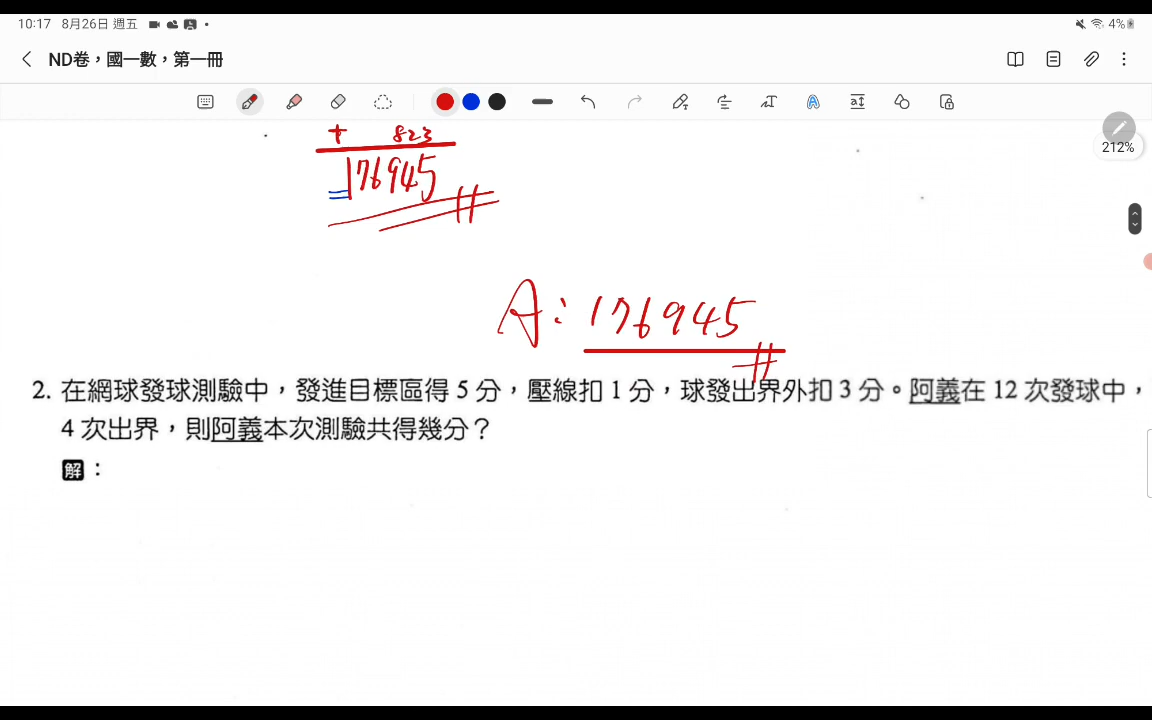 10:17 8月26日 週五
4%
ND卷，國一數，第一冊
212%
+ 823
=176945
A：176945
2. 在網球發球測驗中，發進目標區得 5 分，壓線扣 1 分，球發出界外扣 3 分。阿義在 12 次發球中，
4 次出界，則阿義本次測驗共得幾分？
解：